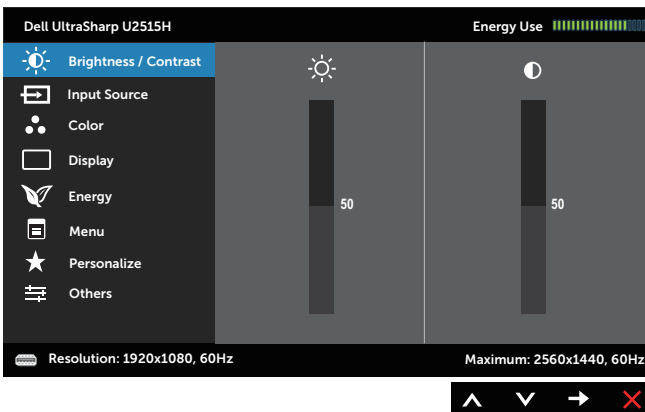 Dell UltraSharp U2515H
Energy Use
Brightness / Contrast
Input Source
Color
Display
Energy
Menu
Personalize
Others
50
50
Resolution: 1920x1080, 60Hz
Maximum: 2560x1440, 60Hz